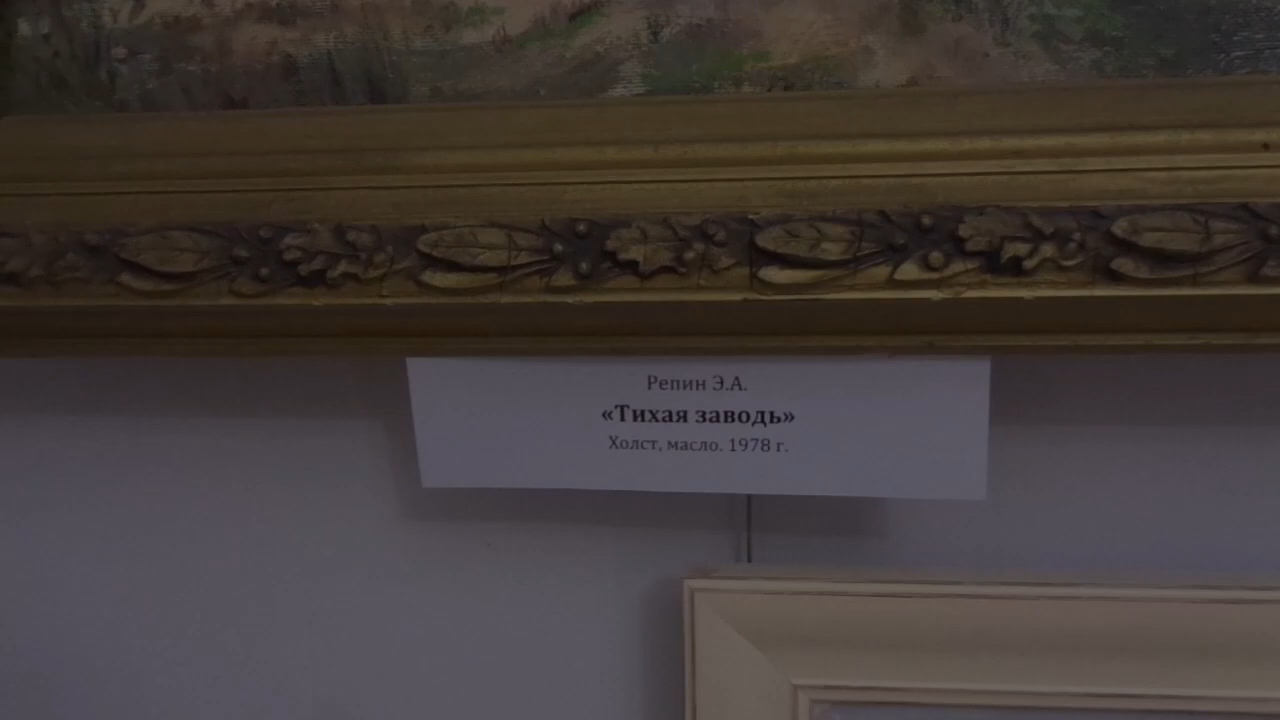 Репин Э.А.
«Тихая заводь»
Холст, масло. 1978 г.